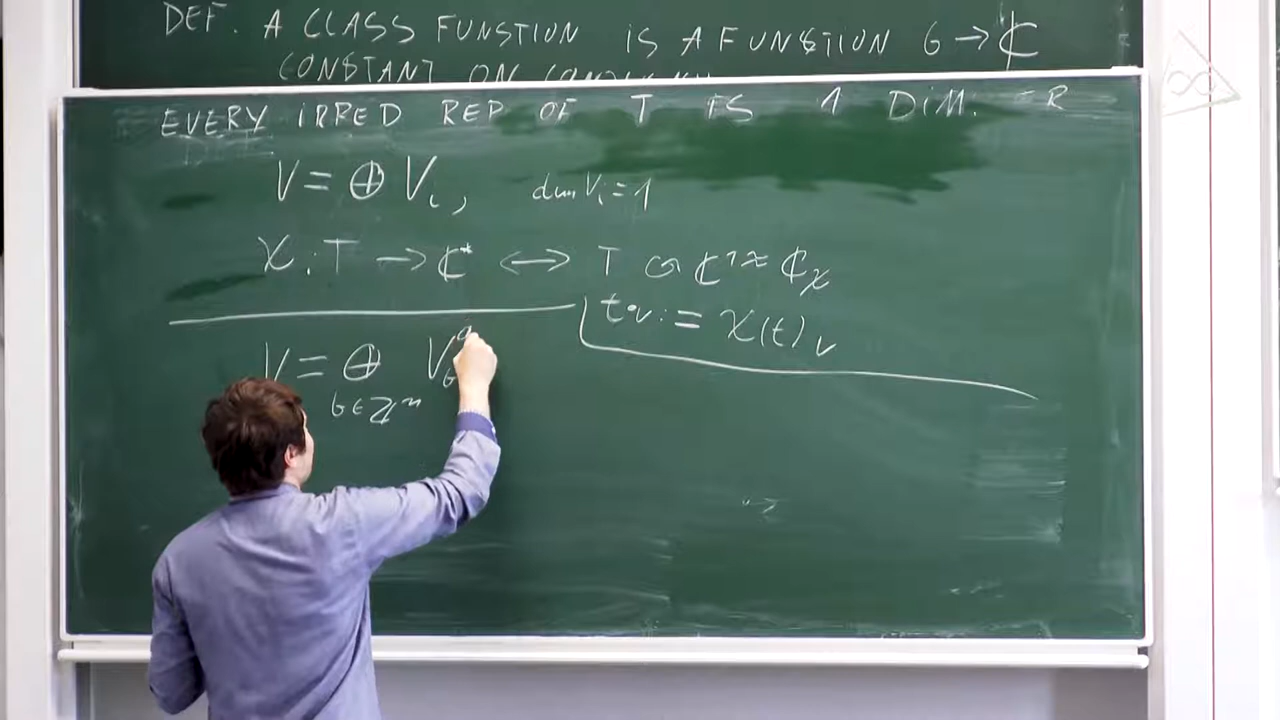 DEF. A CLASS FUNSTION IS A FUNSTION G → ℂ
CONSTANT ON
EVERY IRRED REP OF T IS 1 DIM.
V = ⊕ Vᵢ, dim Vᵢ = 1
χ : T → ℂ* ↔ T ↻ ℂ¹ ≈ ℂ_χ
t·v := χ(t)v
V = ⊕ V
b ∈ ℤⁿ